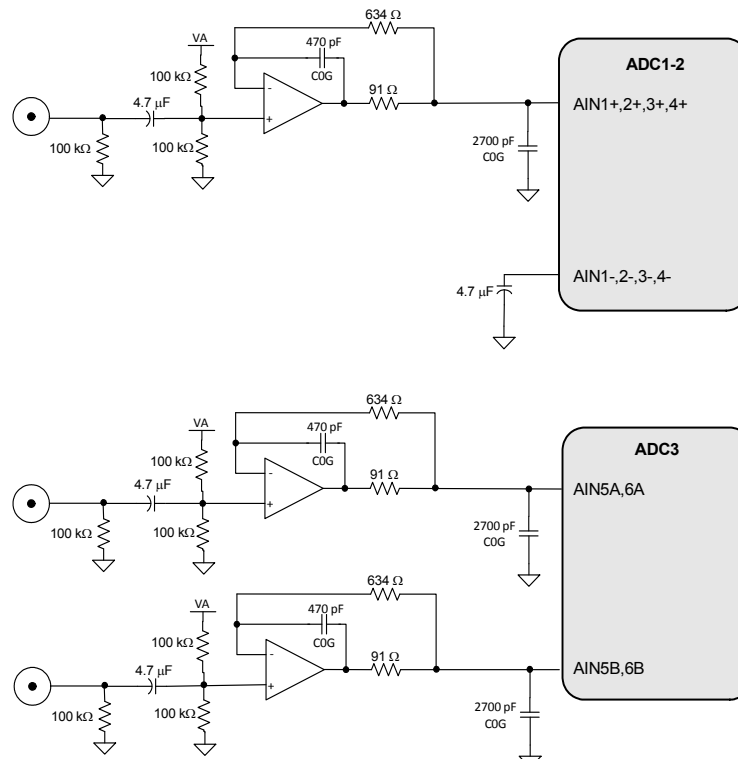 634 Ω
470 pF
C0G
VA
100 kΩ
4.7 µF
-
+
91 Ω
100 kΩ
100 kΩ
2700 pF
C0G
ADC1-2
AIN1+,2+,3+,4+
AIN1-,2-,3-,4-
4.7 µF
634 Ω
470 pF
C0G
VA
100 kΩ
4.7 µF
-
+
91 Ω
100 kΩ
100 kΩ
2700 pF
C0G
ADC3
AIN5A,6A
634 Ω
470 pF
C0G
VA
100 kΩ
4.7 µF
-
+
91 Ω
100 kΩ
100 kΩ
2700 pF
C0G
AIN5B,6B